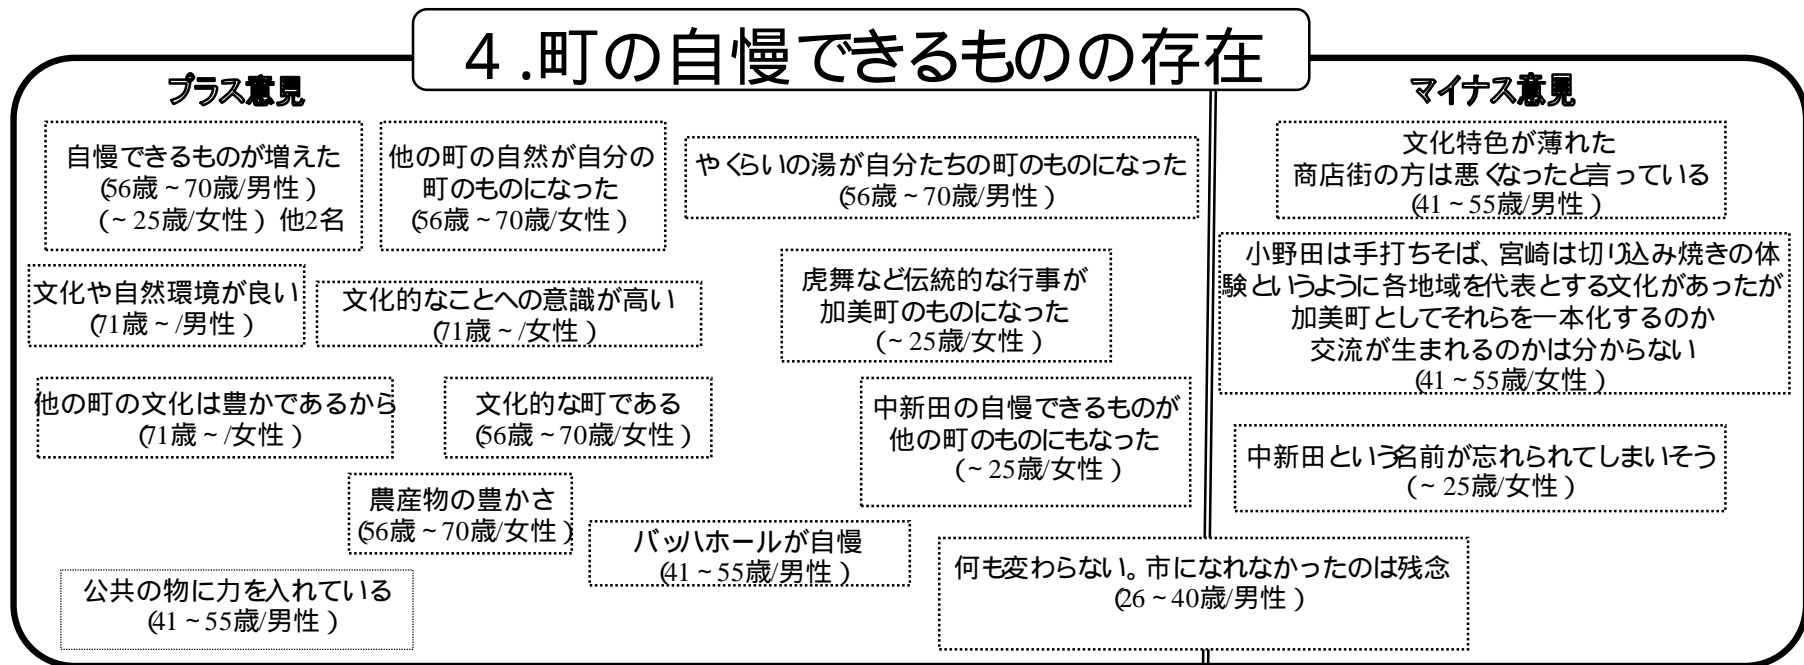 ４.町の自慢できるものの存在
プラス意見
マイナス意見
自慢できるものが増えた
(56歳～70歳/男性)
(～25歳/女性) 他2名
他の町の自然が自分の
町のものになった
(56歳～70歳/女性)
やくらいの湯が自分たちの町のものになった
(56歳～70歳/男性)
文化や自然環境が良い
(71歳～/男性)
文化的なことへの意識が高い
(71歳～/女性)
虎舞など伝統的な行事が
加美町のものになった
(～25歳/女性)
他の町の文化は豊かであるから
(71歳～/女性)
文化的な町である
(56歳～70歳/女性)
中新田の自慢できるものが
他の町のものにもなった
(～25歳/女性)
農産物の豊かさ
(56歳～70歳/女性)
バッハホールが自慢
(41～55歳/男性)
公共の物に力を入れている
(41～55歳/男性)
何も変わらない。市になれなかったのは残念
(26～40歳/男性)
文化特色が薄れた
商店街の方は悪くなったと言っている
(41～55歳/男性)
小野田は手打ちそば、宮崎は切り込み焼きの体
験というように各地域を代表とする文化があったが
加美町としてそれらを一本化するのか
交流が生まれるのかは分からない
(41～55歳/女性)
中新田という名前が忘れられてしまいそう
(～25歳/女性)